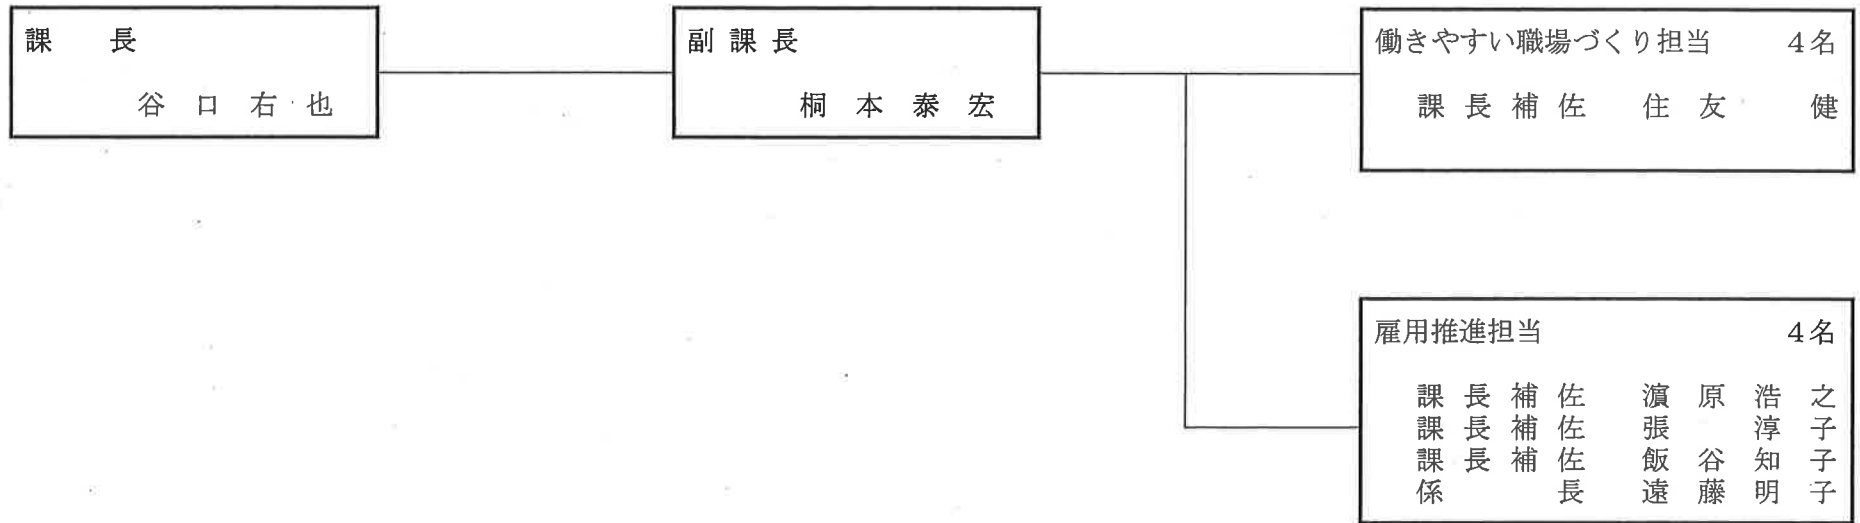 課　　長
谷　口　右　也
副 課 長
桐　本　泰　宏
働きやすい職場づくり担当　　4名
課 長 補 佐　住　友　　　健
雇用推進担当　　4名
課 長 補 佐　濵　原　浩　之
課 長 補 佐　張　　　淳　子
課 長 補 佐　飯　谷　知　子
係　　　長　遠　藤　明　子